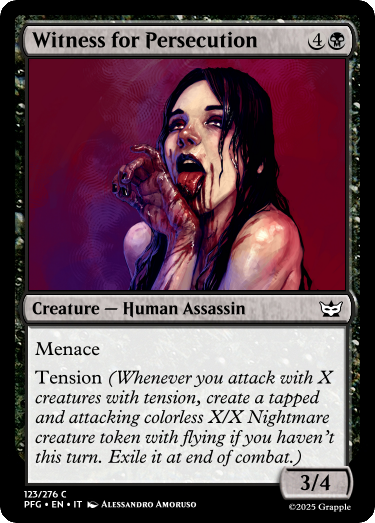 Witness for Persecution 4
Creature — Human Assassin
Menace
Tension (Whenever you attack with X
creatures with tension, create a tapped
and attacking colorless X/X Nightmare
creature token with flying if you haven't
this turn. Exile it at end of combat.)
3/4
123/276 C
PFG • EN • IT Alessandro Amoruso
©2025 Grapple